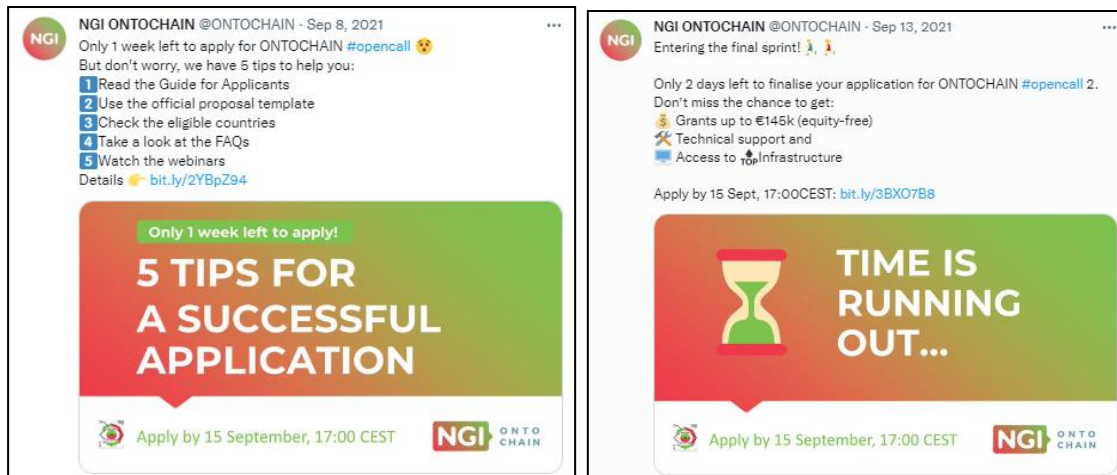 NGI ONTOCHAIN @ONTOCHAIN · Sep 8, 2021
Only 1 week left to apply for ONTOCHAIN #opencall 😯
But don't worry, we have 5 tips to help you:
1️⃣Read the Guide for Applicants
2️⃣Use the official proposal template
3️⃣Check the eligible countries
4️⃣Take a look at the FAQs
5️⃣Watch the webinars
Details 👉 bit.ly/2YBpZ94
NGI
Only 1 week left to apply!
5 TIPS FOR
A SUCCESSFUL
APPLICATION
Apply by 15 September, 17:00 CEST
NGI ONTO
CHAIN
NGI ONTOCHAIN @ONTOCHAIN · Sep 13, 2021
Entering the final sprint!
Only 2 days left to finalise your application for ONTOCHAIN #opencall 2.
Don't miss the chance to get:
💰 Grants up to €145k (equity-free)
🛠 Technical support and
🖥 Access to 🔝Infrastructure
Apply by 15 Sept, 17:00CEST: bit.ly/3BXO7B8
NGI
TIME IS
RUNNING
OUT...
Apply by 15 September, 17:00 CEST
NGI ONTO
CHAIN